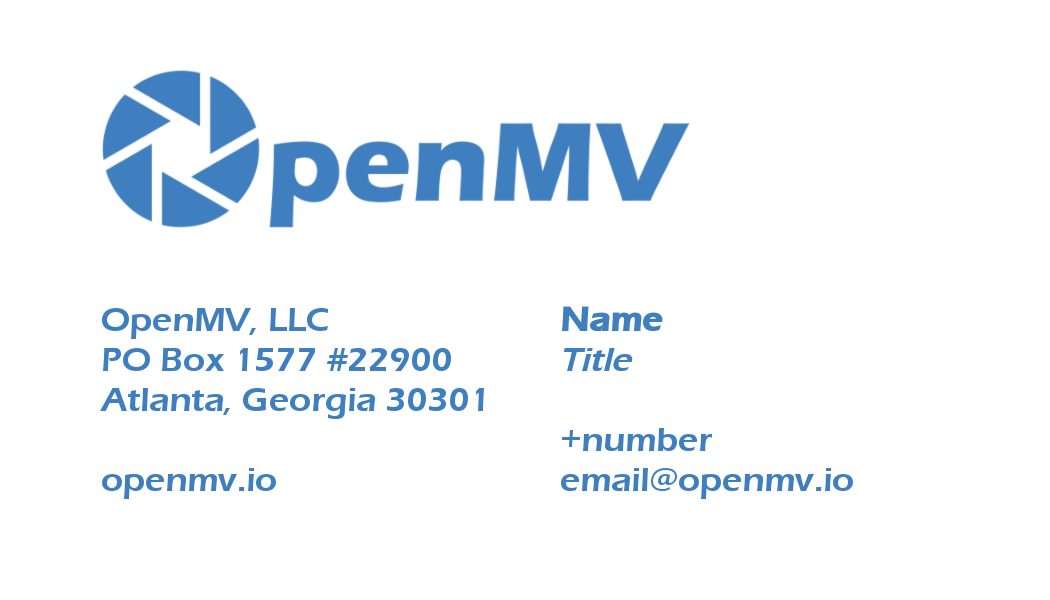 OpenMV
OpenMV, LLC
PO Box 1577 #22900
Atlanta, Georgia 30301
openmv.io
Name
Title
+number
email@openmv.io